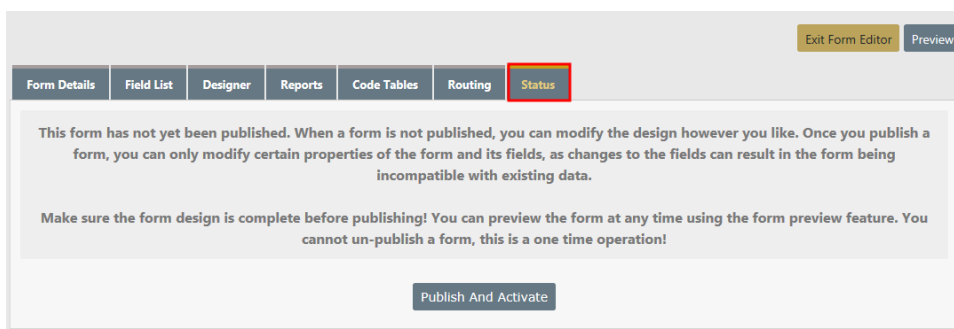 Exit Form Editor Preview
Form Details Field List Designer Reports Code Tables Routing Status
This form has not yet been published. When a form is not published, you can modify the design however you like. Once you publish a
form, you can only modify certain properties of the form and its fields, as changes to the fields can result in the form being
incompatible with existing data.
Make sure the form design is complete before publishing! You can preview the form at any time using the form preview feature. You
cannot un-publish a form, this is a one time operation!
Publish And Activate